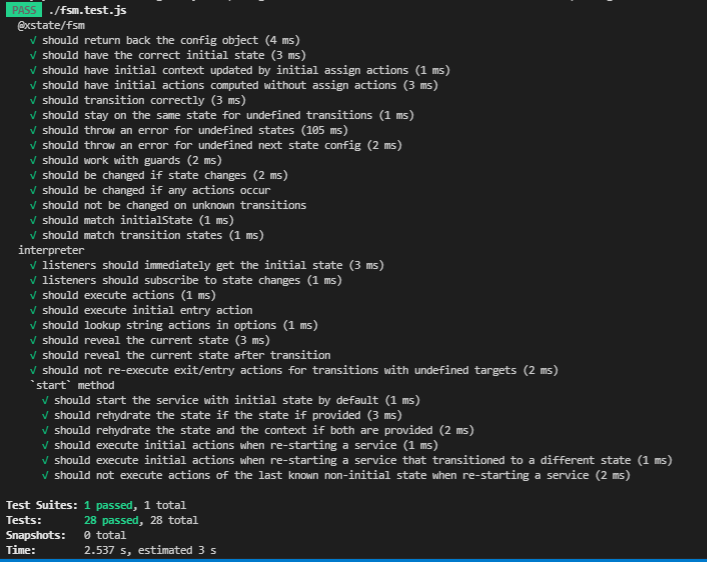 PASS ./fsm.test.js
@xstate/fsm
√ should return back the config object (4 ms)
√ should have the correct initial state (3 ms)
√ should have initial context updated by initial assign actions (1 ms)
√ should have initial actions computed without assign actions (3 ms)
√ should transition correctly (3 ms)
√ should stay on the same state for undefined transitions (1 ms)
√ should throw an error for undefined states (105 ms)
√ should throw an error for undefined next state config (2 ms)
√ should work with guards (2 ms)
√ should be changed if state changes (2 ms)
√ should be changed if any actions occur
√ should not be changed on unknown transitions
√ should match initialState (1 ms)
√ should match transition states (1 ms)
interpreter
√ listeners should immediately get the initial state (3 ms)
√ listeners should subscribe to state changes (1 ms)
√ should execute actions (1 ms)
√ should execute initial entry action
√ should lookup string actions in options (1 ms)
√ should reveal the current state (3 ms)
√ should reveal the current state after transition
√ should not re-execute exit/entry actions for transitions with undefined targets (2 ms)
`start` method
√ should start the service with initial state by default (1 ms)
√ should rehydrate the state if the state if provided (3 ms)
√ should rehydrate the state and the context if both are provided (2 ms)
√ should execute initial actions when re-starting a service (1 ms)
√ should execute initial actions when re-starting a service that transitioned to a different state (1 ms)
√ should not execute actions of the last known non-initial state when re-starting a service (2 ms)
Test Suites: 1 passed, 1 total
Tests: 28 passed, 28 total
Snapshots: 0 total
Time: 2.537 s, estimated 3 s